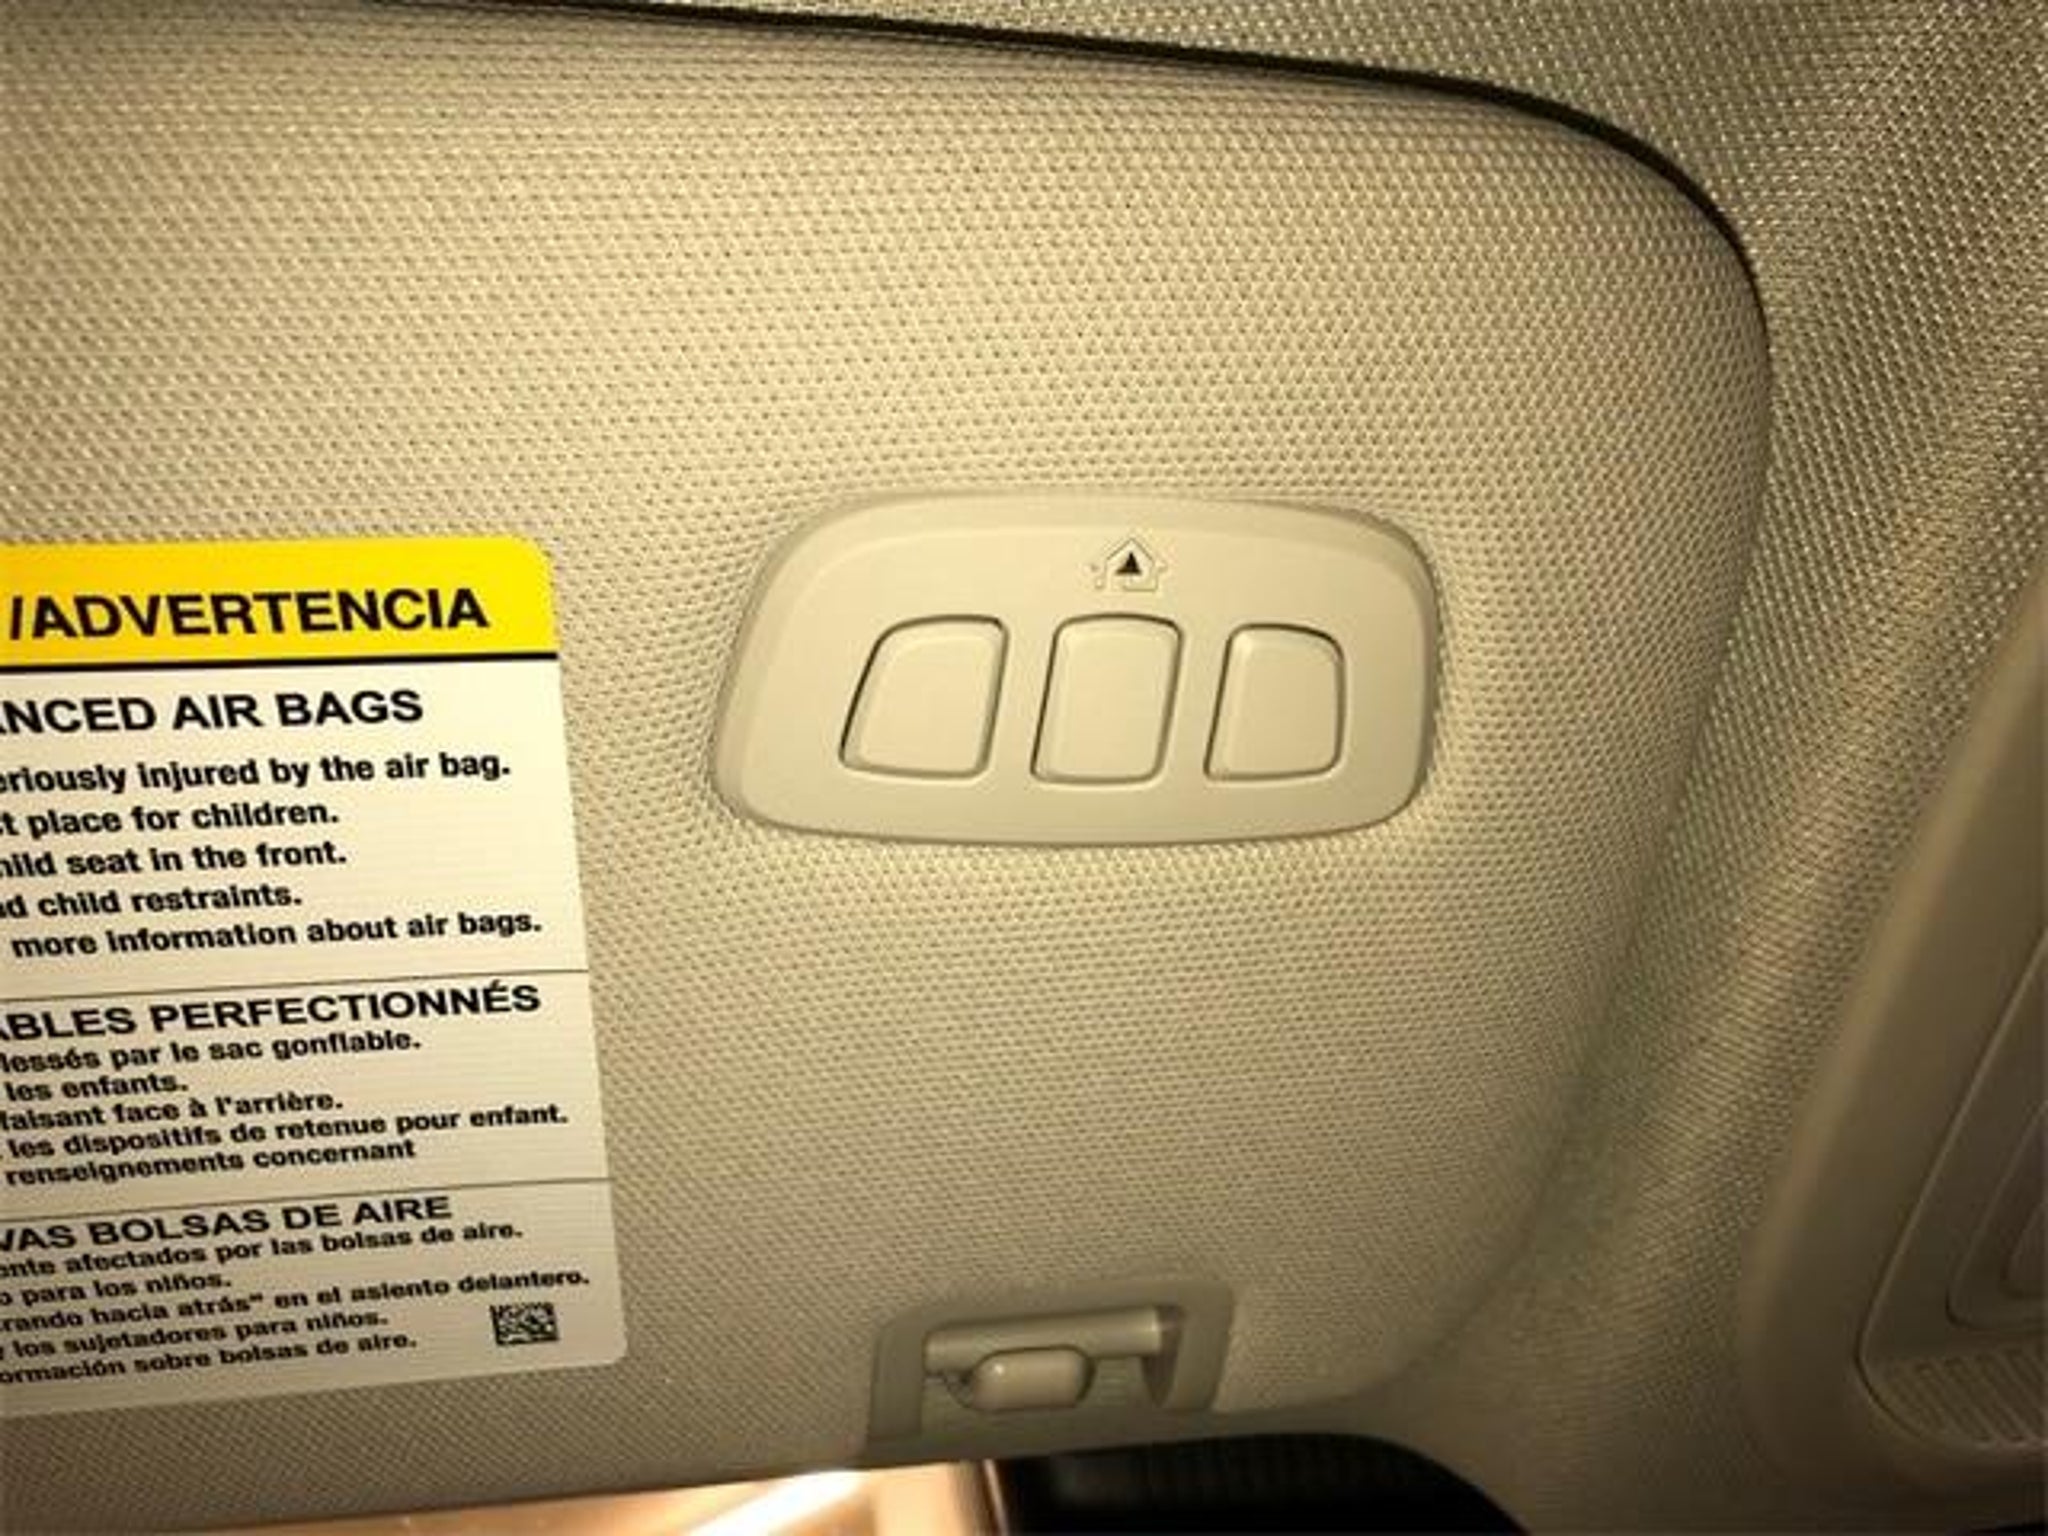 /ADVERTENCIA
ANCED AIR BAGS
eriously injured by the air bag.
t place for children.
hild seat in the front.
d child restraints.
more information about air bags.
ABLES PERFECTIONNÉS
lessés par le sac gonflable.
les enfants.
faisant face à l'arrière.
les dispositifs de retenue pour enfant.
renseignements concernant
VAS BOLSAS DE AIRE
ente afectados por las bolsas de aire.
o para los niños.
rando hacia atrás" en el asiento delantero.
y los sujetadores para niños.
ormación sobre bolsas de aire.